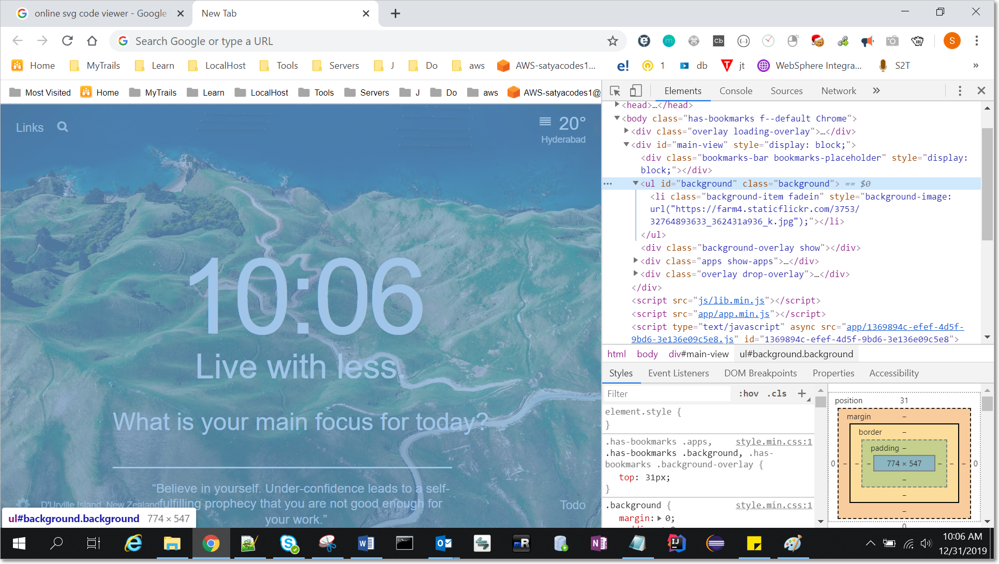 online svg code viewer - Google
New Tab
Search Google or type a URL
Cb
S
Home MyTrails Learn LocalHost Tools Servers J Do aws AWS-satyacodes1... e! 1 db jt WebSphere Integra... S2T »
Most Visited Home MyTrails Learn LocalHost Tools Servers J Do aws AWS-satyacodes1@
Links
20°
Hyderabad
10:06
Live with less.
What is your main focus for today?
“Believe in yourself. Under-confidence leads to a self-
fulfilling prophecy that you are not good enough for
your work.”
D'Urville Island, New Zealand
Todo
ul#background.background 774 × 547
Elements Console Sources Network »
<head>…</head>
<body class="has-bookmarks f--default Chrome">
<div class="overlay loading-overlay">…</div>
<div id="main-view" style="display: block;">
<div class="bookmarks-bar bookmarks-placeholder" style="display:
block;"></div>
<ul id="background" class="background"> == $0
<li class="background-item fadein" style="background-image:
url("https://farm4.staticflickr.com/3753/
32764893633_362431a936_k.jpg");"></li>
</ul>
<div class="background-overlay show"></div>
<div class="apps show-apps">…</div>
<div class="overlay drop-overlay">…</div>
</div>
<script src="js/lib.min.js"></script>
<script src="app/app.min.js"></script>
<script type="text/javascript" async src="app/1369894c-efef-4d5f-
9bd6-3e136e09c5e8.js" id="1369894c-efef-4d5f-9bd6-3e136e09c5e8">
html body div#main-view ul#background.background
Styles Event Listeners DOM Breakpoints Properties Accessibility
Filter :hov .cls +
element.style {
}
.has-bookmarks .apps, style.min.css:1
.has-bookmarks .background, .has-
bookmarks .background-overlay {
top: 31px;
}
.background { style.min.css:1
margin: 0;
position 31
margin –
border –
padding –
0 – – – 774 × 547 – – – 0
–
–
–
0
10:06 AM
12/31/2019